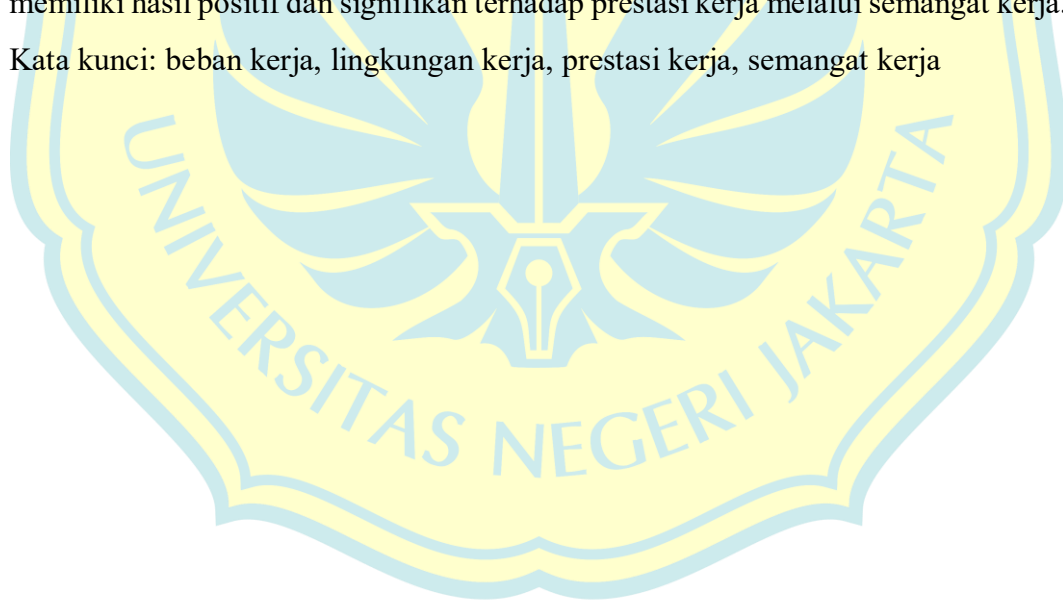 memiliki hasil positif dan signifikan terhadap prestasi kerja melalui semangat kerja.
Kata kunci: beban kerja, lingkungan kerja, prestasi kerja, semangat kerja
UNIVERSITAS NEGERI JAKARTA